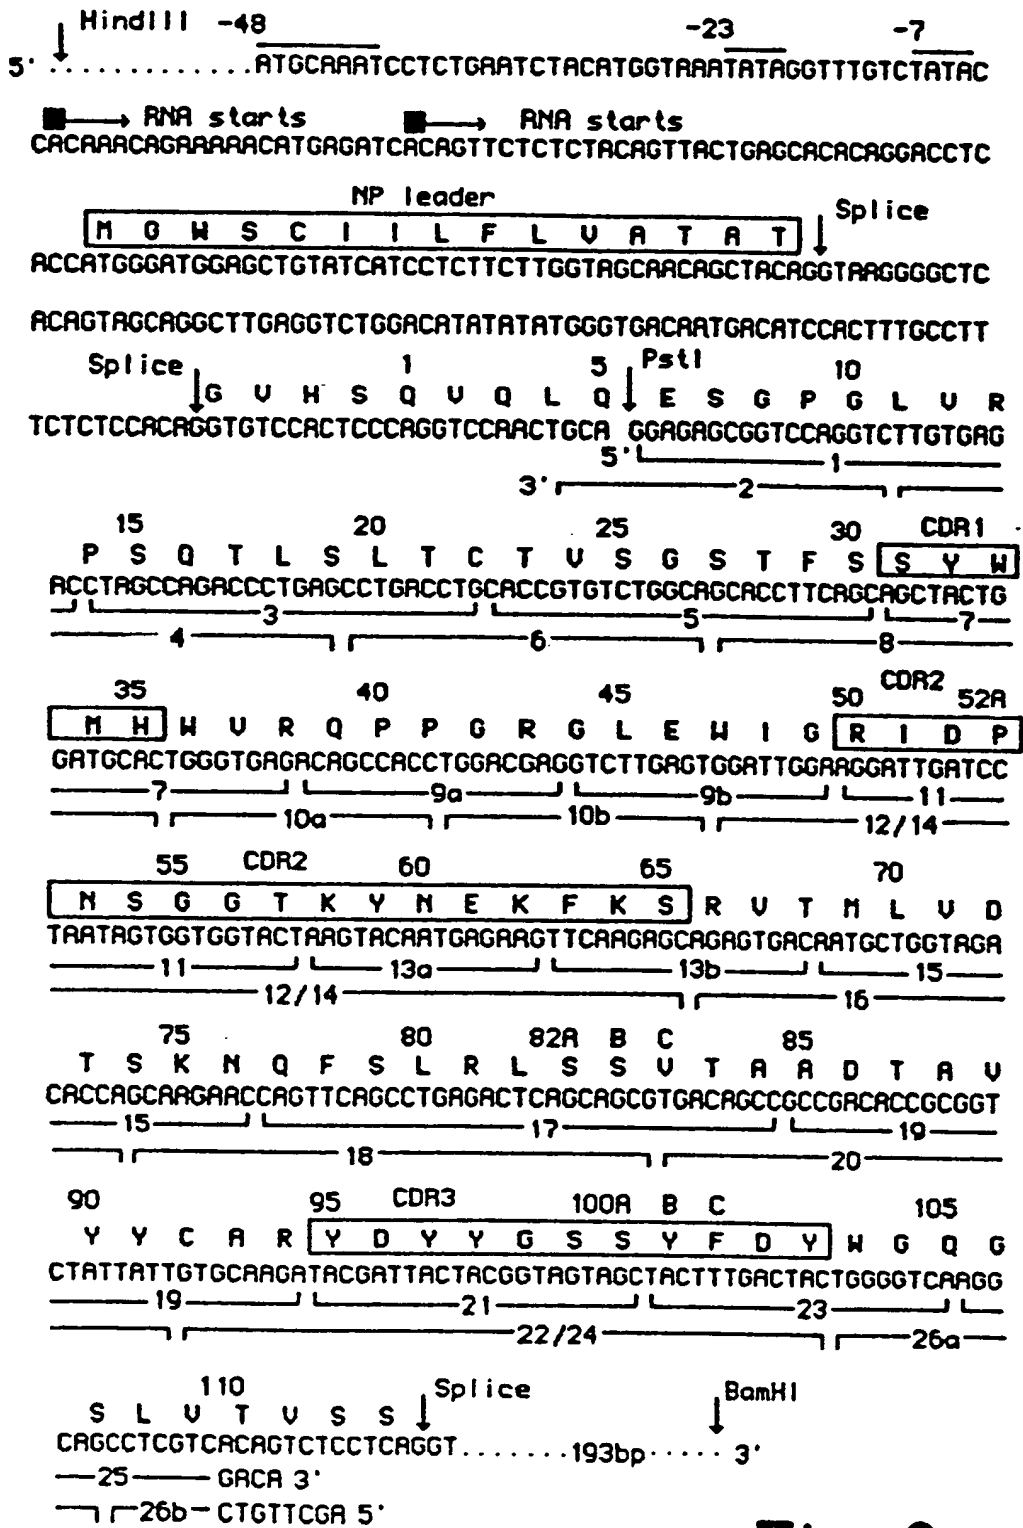 HindIII -48 -23 -7
5' ............ATGCAAATCCTCTGAATCTACATGGTAAATATAGGTTTGTCTATAC
RNA starts RNA starts
CACAAACAGAAAAACATGAGATCACAGTTCTCTCTACAGTTACTGAGCACACAGGACCTC
NP leader
M G W S C I I L F L V A T A T Splice
ACCATGGGATGGAGCTGTATCATCCTCTTCTTGGTAGCAACAGCTACAGGTAAGGGGCTC
ACAGTAGCAGGCTTGAGGTCTGGACATATATATGGGTGACAATGACATCCACTTTGCCTT
Splice 1 5 PstI 10
G V H S Q V Q L Q E S G P G L V R
TCTCTCCACAGGTGTCCACTCCCAGGTCCAACTGCA GGAGAGCGGTCCAGGTCTTGTGAG
5' 1
3' 2
15 20 25 30 CDR1
P S Q T L S L T C T V S G S T F S S Y W
ACCTAGCCAGACCCTGAGCCTGACCTGCACCGTGTCTGGCAGCACCTTCAGCAGCTACTG
3 5 7
4 6 8
35 40 45 50 CDR2 52A
M H W V R Q P P G R G L E W I G R I D P
GATGCACTGGGTGAGACAGCCACCTGGACGAGGTCTTGAGTGGATTGGAAGGATTGATCC
7 9a 9b 11
10a 10b 12/14
55 CDR2 60 65 70
N S G G T K Y N E K F K S R V T M L V D
TAATAGTGGTGGTACTAAGTACAATGAGAAGTTCAAGAGCAGAGTGACAATGCTGGTAGA
11 13a 13b 15
12/14 16
75 80 82A B C 85
T S K N Q F S L R L S S V T A A D T A V
CACCAGCAAGAACCAGTTCAGCCTGAGACTCAGCAGCGTGACAGCCGCCGACACCGCGGT
15 17 19
18 20
90 95 CDR3 100A B C 105
Y Y C A R Y D Y Y G S S Y F D Y W G Q G
CTATTATTGTGCAAGATACGATTACTACGGTAGTAGCTACTTTGACTACTGGGGTCAAGG
19 21 23
22/24 26a
110 Splice BamHI
S L V T V S S
CAGCCTCGTCACAGTCTCCTCAGGT.......193bp..... 3'
25 GACA 3'
26b CTGTTCGA 5'